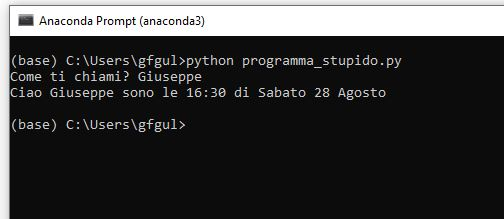 Anaconda Prompt (anaconda3)
(base) C:\Users\gfgul>python programma_stupido.py
Come ti chiami? Giuseppe
Ciao Giuseppe sono le 16:30 di Sabato 28 Agosto
(base) C:\Users\gfgul>